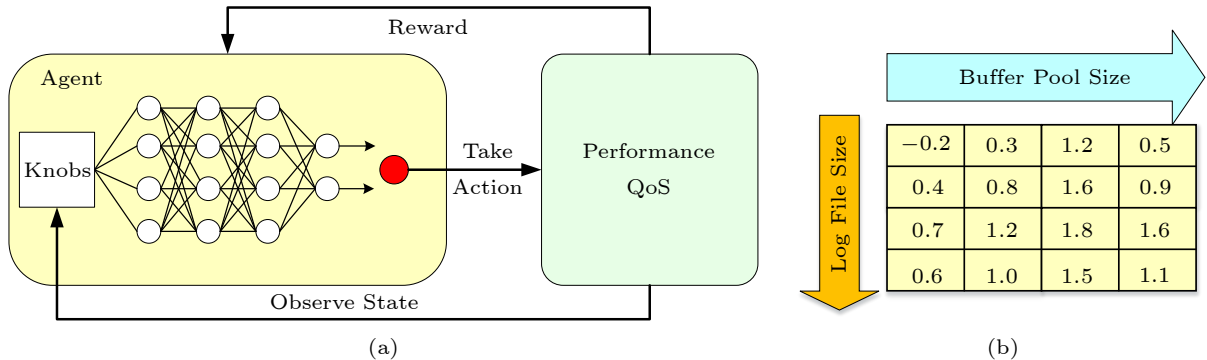 Reward
Agent
Knobs
Take
Action
Performance
QoS
Observe State
(a)
Buffer Pool Size
Log File Size
−0.2 0.3 1.2 0.5
0.4 0.8 1.6 0.9
0.7 1.2 1.8 1.6
0.6 1.0 1.5 1.1
(b)